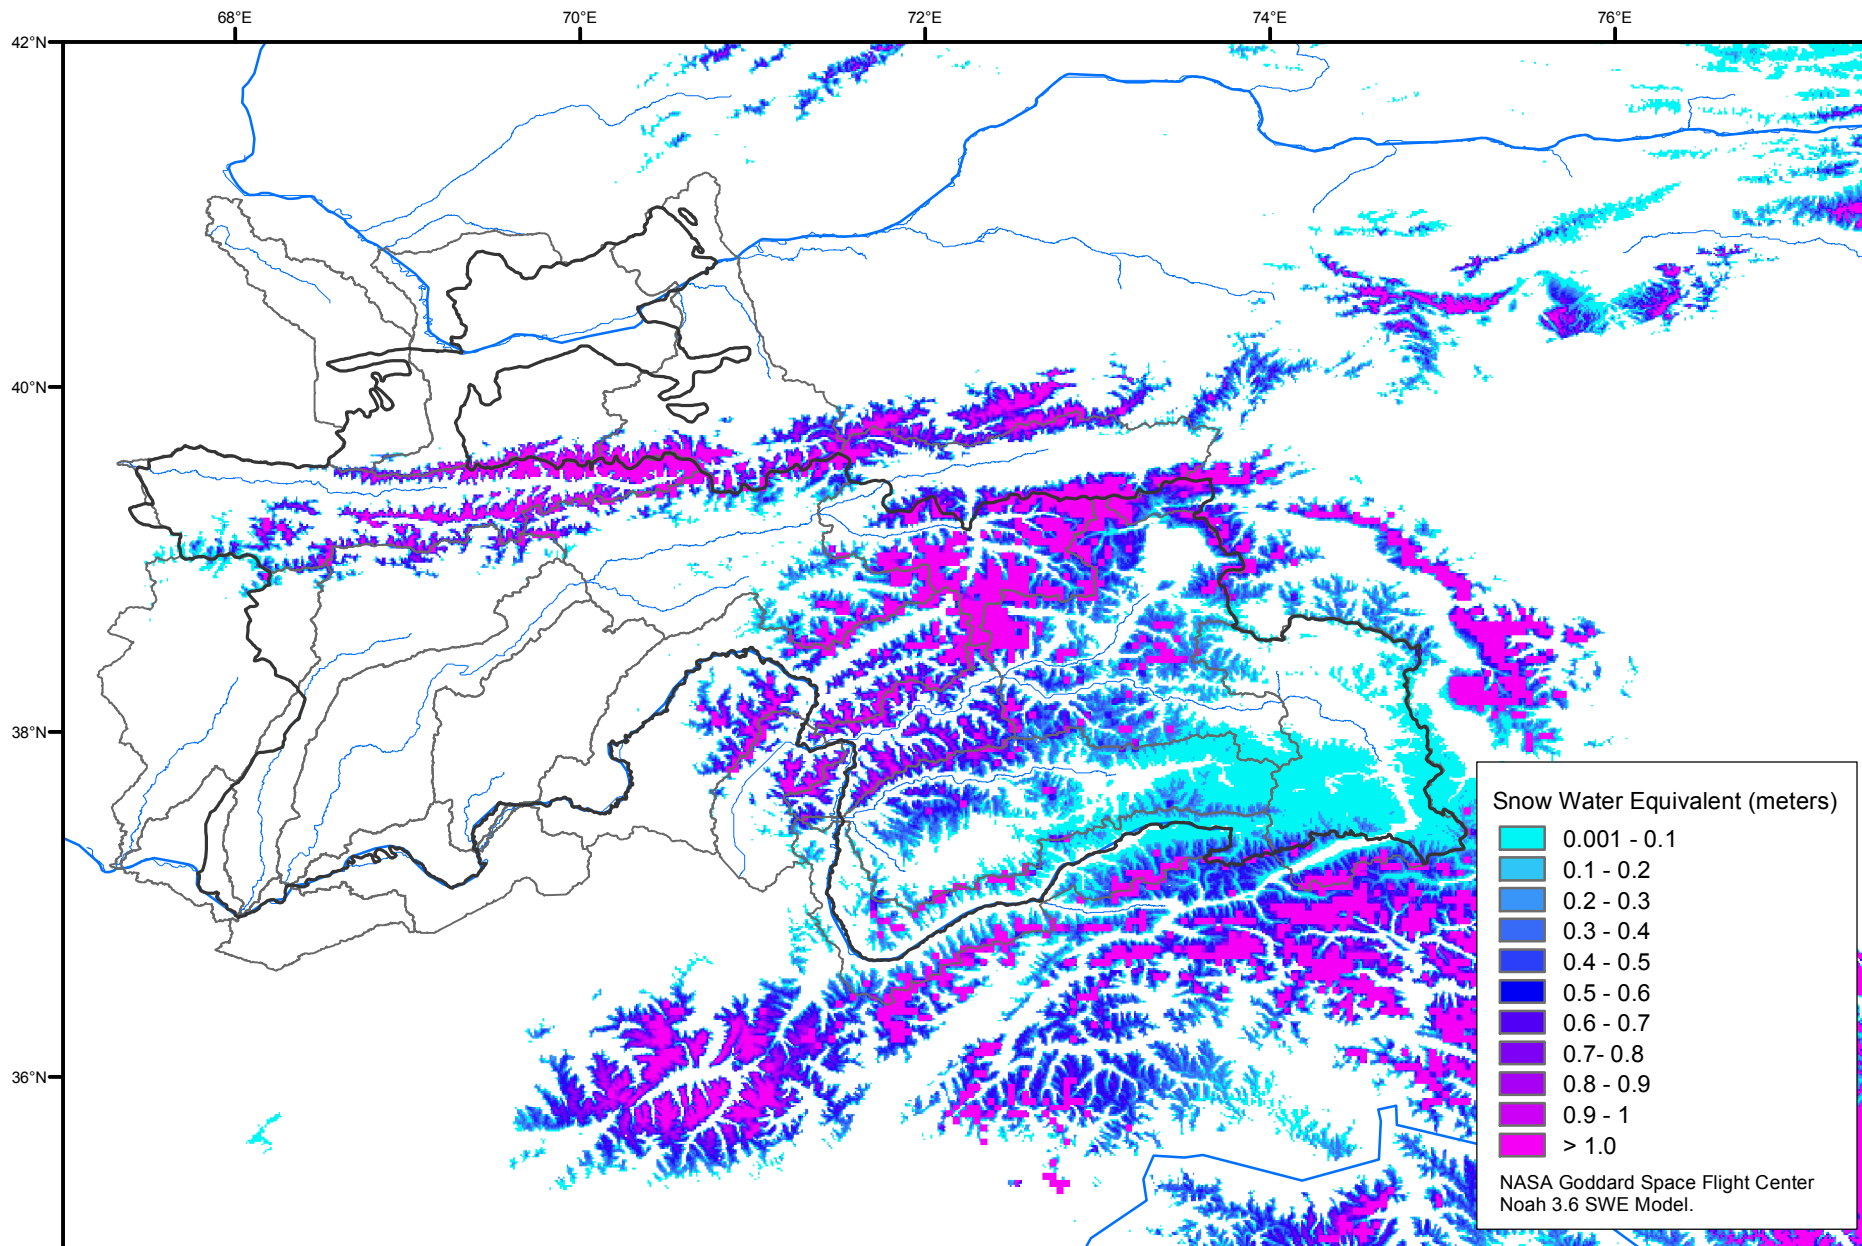 68°E
70°E
72°E
74°E
76°E
42°N
40°N
38°N
36°N
Snow Water Equivalent (meters)
0.001 - 0.1
0.1 - 0.2
0.2 - 0.3
0.3 - 0.4
0.4 - 0.5
0.5 - 0.6
0.6 - 0.7
0.7- 0.8
0.8 - 0.9
0.9 - 1
> 1.0
NASA Goddard Space Flight Center
Noah 3.6 SWE Model.